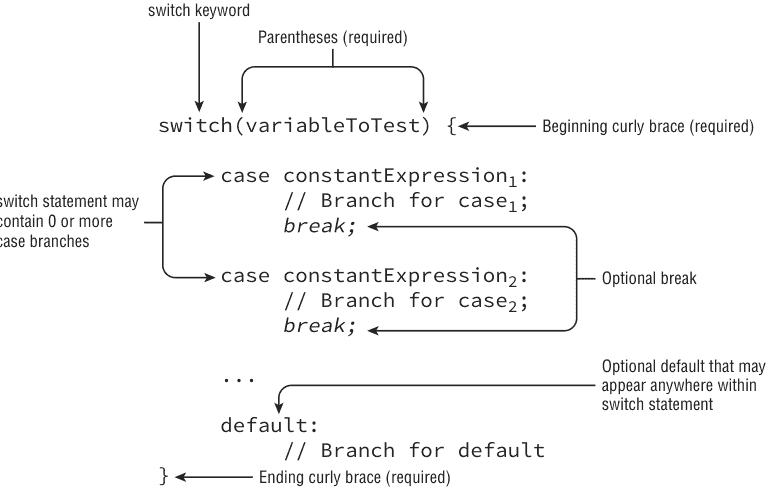 switch keyword
Parentheses (required)
switch(variableToTest) {
Beginning curly brace (required)
case constantExpression₁:
switch statement may
contain 0 or more
case branches
// Branch for case₁;
break;
case constantExpression₂:
Optional break
// Branch for case₂;
break;
...
Optional default that may
appear anywhere within
switch statement
default:
// Branch for default
}
Ending curly brace (required)